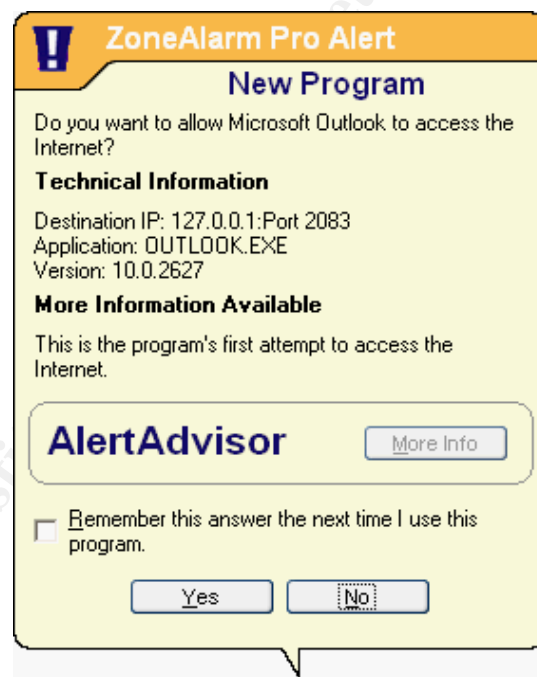 ZoneAlarm Pro Alert
New Program
Do you want to allow Microsoft Outlook to access the
Internet?
Technical Information
Destination IP: 127.0.0.1:Port 2083
Application: OUTLOOK.EXE
Version: 10.0.2627
More Information Available
This is the program's first attempt to access the
Internet.
AlertAdvisor
More Info
Remember this answer the next time I use this
program.
Yes
No